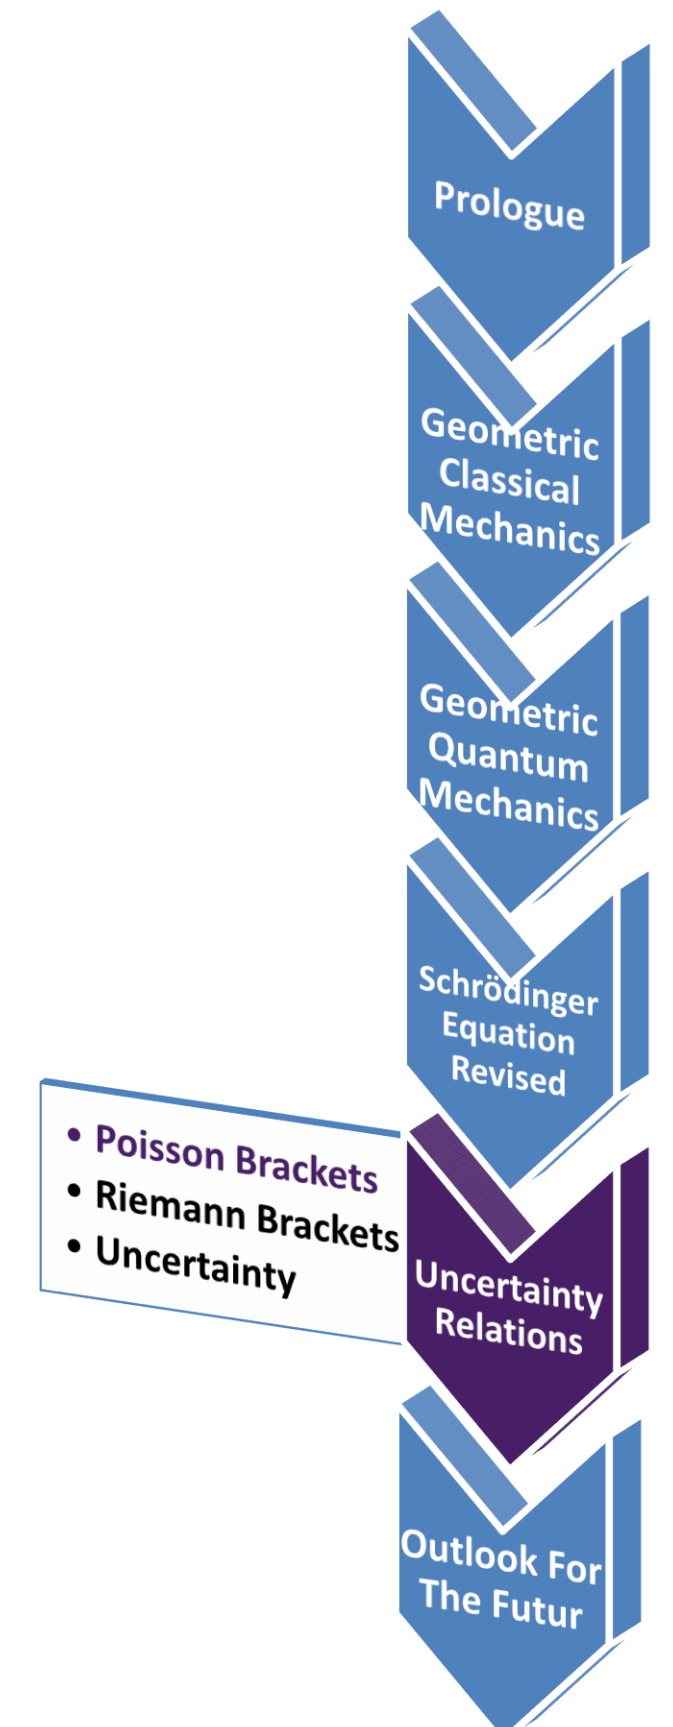 Prologue
Geometric
Classical
Mechanics
Geometric
Quantum
Mechanics
Schrödinger
Equation
Revised
• Poisson Brackets
• Riemann Brackets
• Uncertainty
Uncertainty
Relations
Outlook For
The Futur